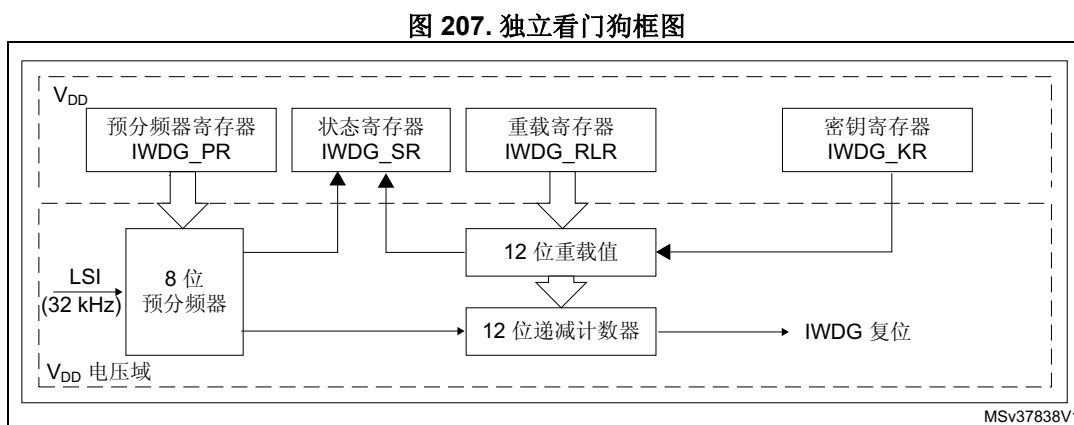 图 207. 独立看门狗框图
VDD
预分频器寄存器
IWDG_PR
状态寄存器
IWDG_SR
重载寄存器
IWDG_RLR
密钥寄存器
IWDG_KR
LSI
(32 kHz)
8 位
预分频器
12 位重载值
12 位递减计数器
IWDG 复位
VDD 电压域
MSv37838V1